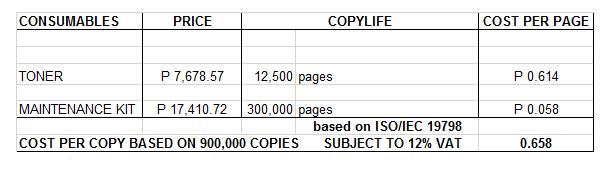 CONSUMABLES PRICE COPYLIFE COST PER PAGE
TONER P 7,678.57 12,500 pages P 0.614
MAINTENANCE KIT P 17,410.72 300,000 pages P 0.058
based on ISO/IEC 19798
COST PER COPY BASED ON 900,000 COPIES SUBJECT TO 12% VAT 0.658